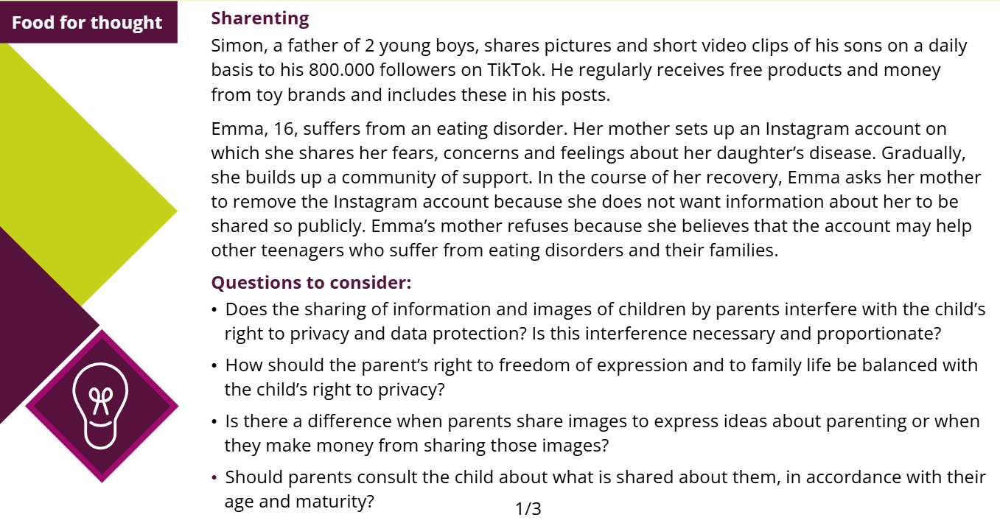 Food for thought
Sharenting
Simon, a father of 2 young boys, shares pictures and short video clips of his sons on a daily
basis to his 800.000 followers on TikTok. He regularly receives free products and money
from toy brands and includes these in his posts.
Emma, 16, suffers from an eating disorder. Her mother sets up an Instagram account on
which she shares her fears, concerns and feelings about her daughter’s disease. Gradually,
she builds up a community of support. In the course of her recovery, Emma asks her mother
to remove the Instagram account because she does not want information about her to be
shared so publicly. Emma’s mother refuses because she believes that the account may help
other teenagers who suffer from eating disorders and their families.
Questions to consider:
• Does the sharing of information and images of children by parents interfere with the child’s
right to privacy and data protection? Is this interference necessary and proportionate?
• How should the parent’s right to freedom of expression and to family life be balanced with
the child’s right to privacy?
• Is there a difference when parents share images to express ideas about parenting or when
they make money from sharing those images?
• Should parents consult the child about what is shared about them, in accordance with their
age and maturity?
1/3